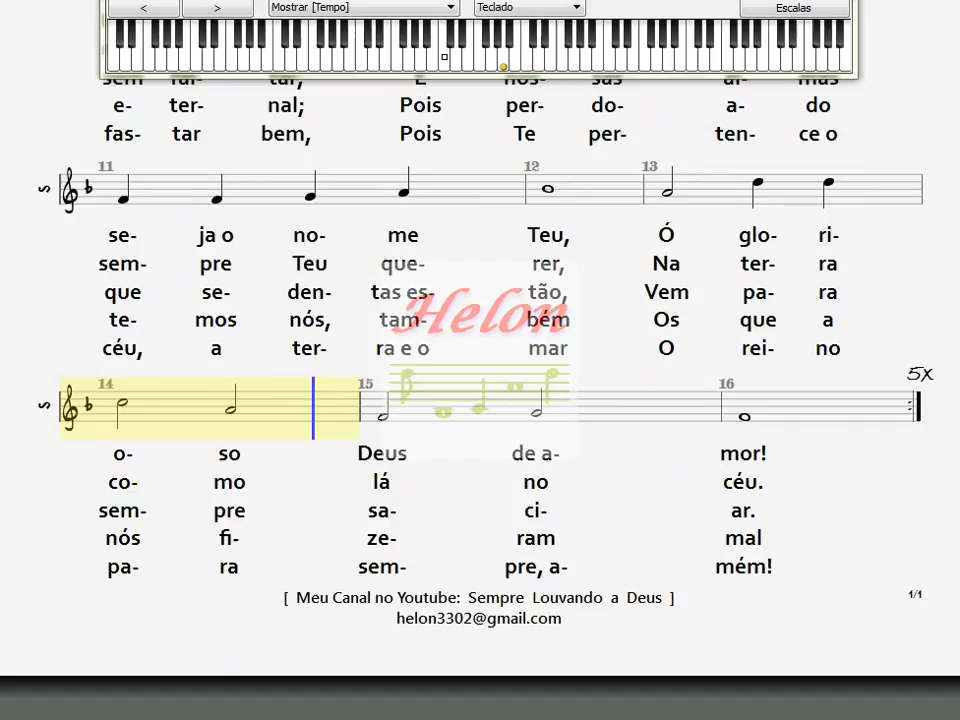 < > Mostrar [Tempo] Teclado Escalas
e- ter- nal; Pois per- do- a- do
fas- tar bem, Pois Te per- ten- ce o
11 12 13
S
se- ja o no- me Teu, Ó glo- ri-
sem- pre Teu que- rer, Na ter- ra
que se- den- tas es- tão, Vem pa- ra
te- mos nós, tam- bém Os que a
céu, a ter- ra e o mar O rei- no
Helon
14 15 16 5x
S
o- so Deus de a- mor!
co- mo lá no céu.
sem- pre sa- ci- ar.
nós fi- ze- ram mal
pa- ra sem- pre, a- mém!
[ Meu Canal no Youtube: Sempre Louvando a Deus ]
1/1
helon3302@gmail.com